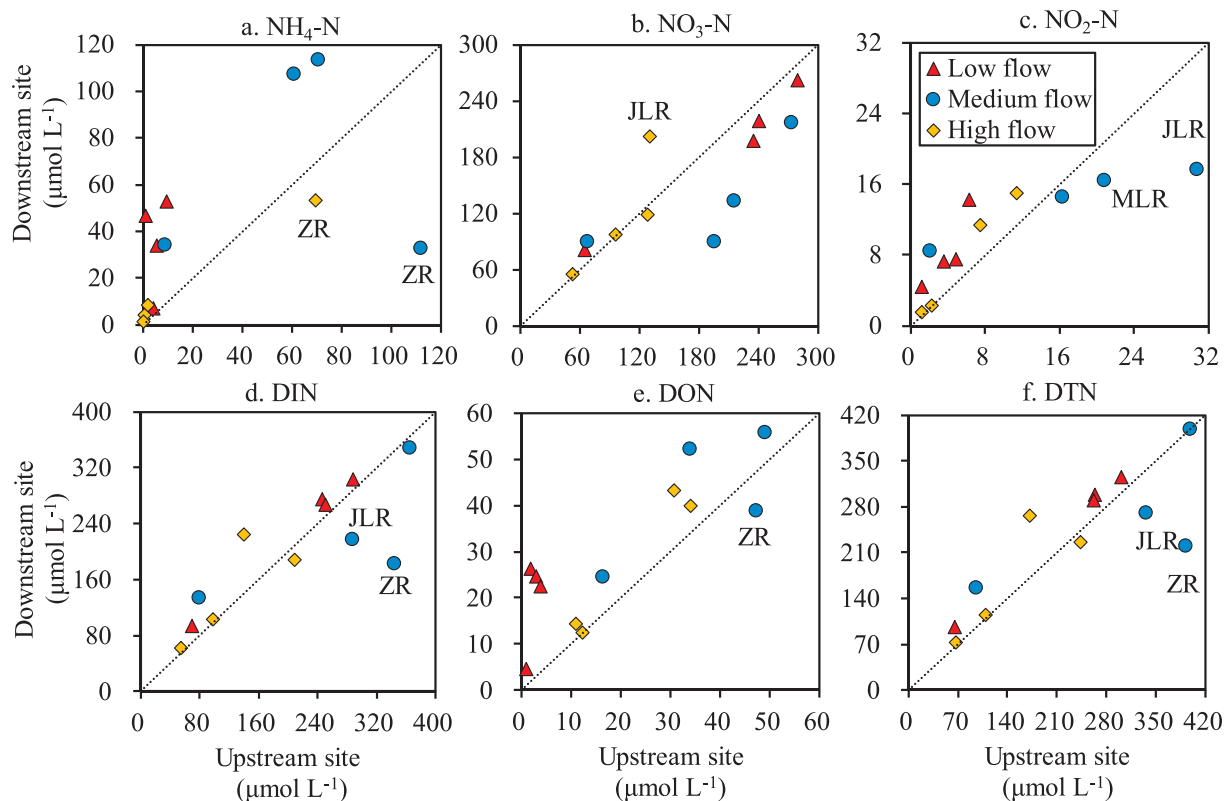 a. NH₄-N
b. NO₃-N
c. NO₂-N
Downstream site
(μmol L⁻¹)
120
100
80
60
40
20
0
0 20 40 60 80 100 120
ZR
ZR
300
240
180
120
60
0
60 120 180 240 300
JLR
32
24
16
8
0
0 8 16 24 32
Low flow
Medium flow
High flow
JLR
MLR
d. DIN
e. DON
f. DTN
Downstream site
(μmol L⁻¹)
400
320
240
160
80
0
0 80 160 240 320 400
JLR
ZR
60
50
40
30
20
10
0
0 10 20 30 40 50 60
ZR
420
350
280
210
140
70
0
0 70 140 210 280 350 420
JLR
ZR
Upstream site
(μmol L⁻¹)
Upstream site
(μmol L⁻¹)
Upstream site
(μmol L⁻¹)